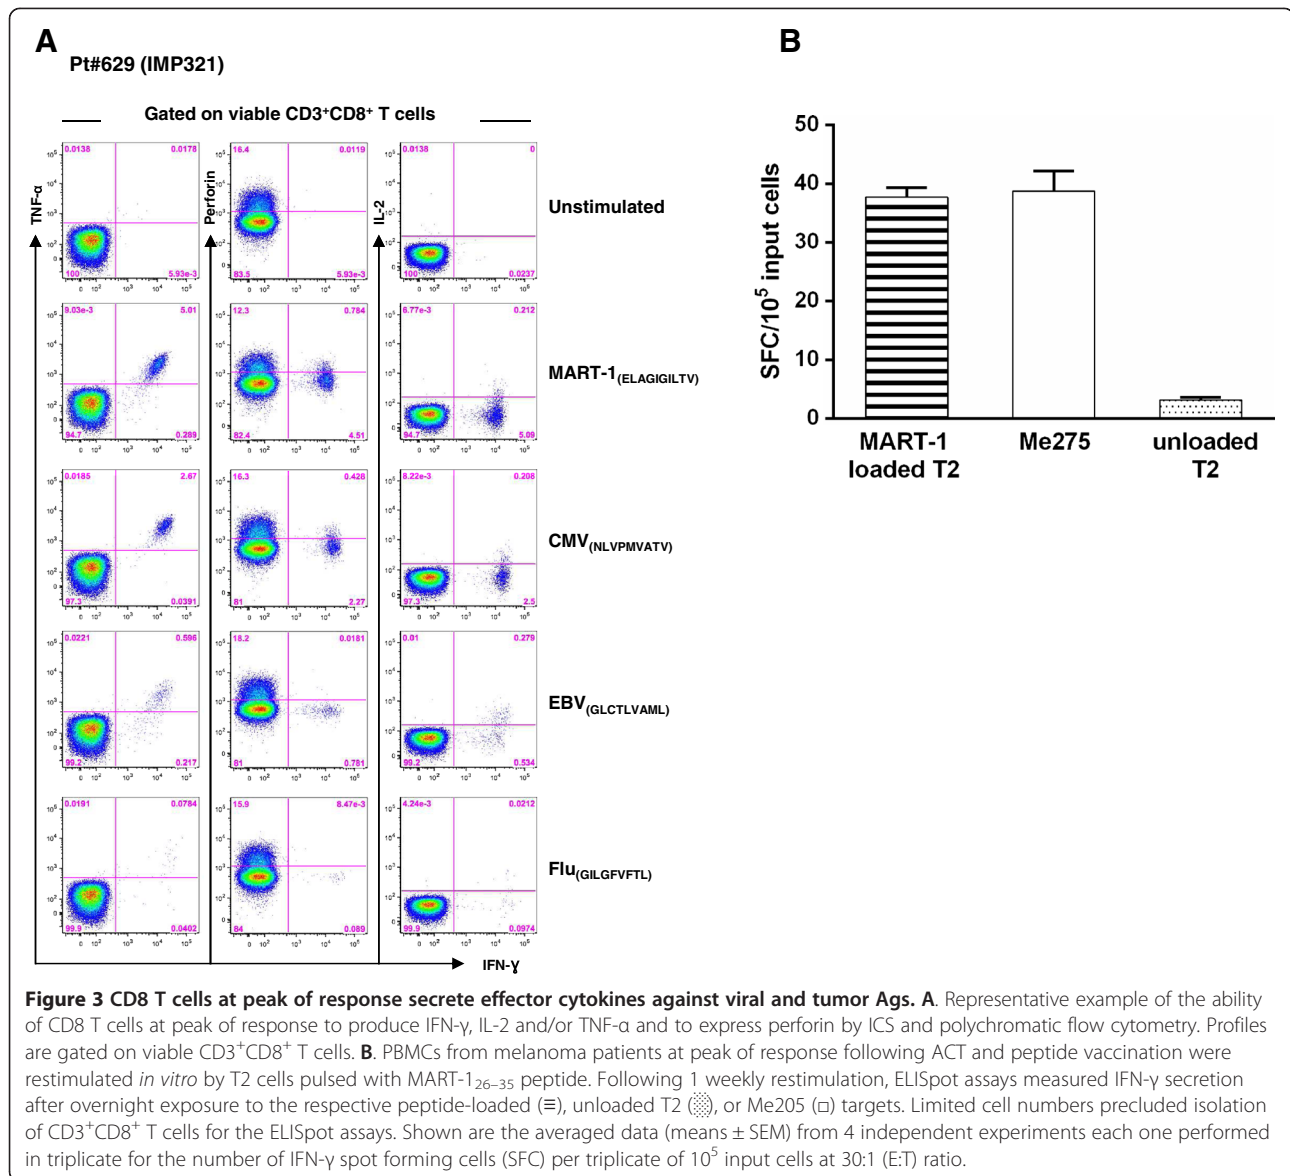 A
Pt#629 (IMP321)
Gated on viable CD3⁺CD8⁺ T cells
TNF-α
Perforin
IL-2
0.0138 0.0178
100 5.93e-3
16.4 0.0119
83.5 5.93e-3
0.0138 0
100 0.0237
Unstimulated
9.03e-3 5.01
94.7 0.289
12.3 0.784
82.4 4.51
8.77e-3 0.212
94.7 5.09
MART-1(ELAGIGILTV)
0.0185 2.67
97.3 0.0391
16.3 0.428
81 2.27
8.22e-3 0.208
97.3 2.5
CMV(NLVPMVATV)
0.0221 0.596
99.2 0.217
18.2 0.0181
81 0.781
0.01 0.279
99.2 0.534
EBV(GLCTLVAML)
0.0191 0.0784
99.9 0.0402
15.9 8.47e-3
84 0.089
4.24e-3 0.0212
99.9 0.0974
Flu(GILGFVFTL)
IFN-γ
B
SFC/10⁵ input cells
50
40
30
20
10
0
MART-1
loaded T2
Me275
unloaded
T2
Figure 3 CD8 T cells at peak of response secrete effector cytokines against viral and tumor Ags. A. Representative example of the ability
of CD8 T cells at peak of response to produce IFN-γ, IL-2 and/or TNF-α and to express perforin by ICS and polychromatic flow cytometry. Profiles
are gated on viable CD3⁺CD8⁺ T cells. B. PBMCs from melanoma patients at peak of response following ACT and peptide vaccination were
restimulated in vitro by T2 cells pulsed with MART-1₂₆₋₃₅ peptide. Following 1 weekly restimulation, ELISpot assays measured IFN-γ secretion
after overnight exposure to the respective peptide-loaded (≡), unloaded T2 (░), or Me205 (□) targets. Limited cell numbers precluded isolation
of CD3⁺CD8⁺ T cells for the ELISpot assays. Shown are the averaged data (means ± SEM) from 4 independent experiments each one performed
in triplicate for the number of IFN-γ spot forming cells (SFC) per triplicate of 10⁵ input cells at 30:1 (E:T) ratio.